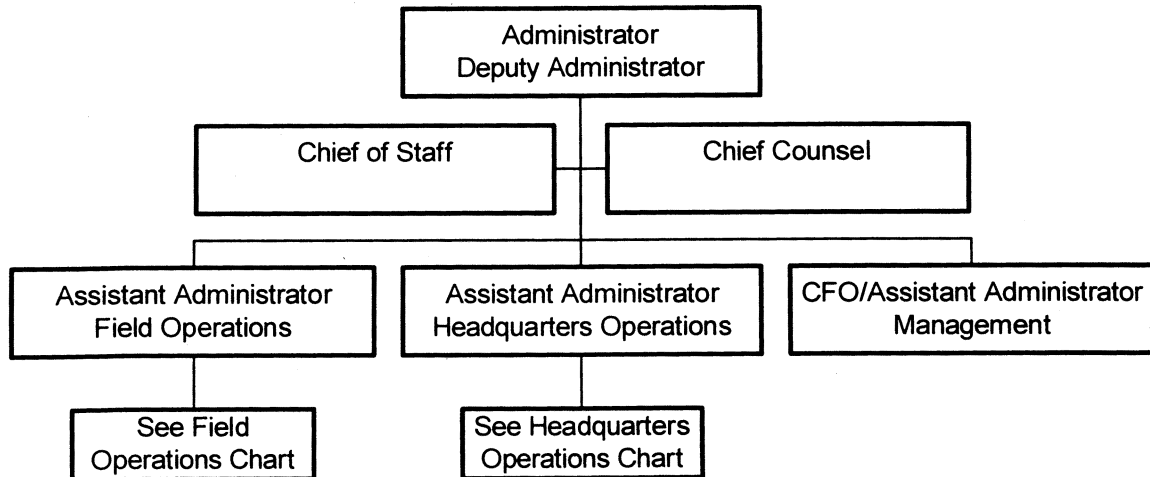 Administrator
Deputy Administrator
Chief of Staff
Chief Counsel
Assistant Administrator
Field Operations
Assistant Administrator
Headquarters Operations
CFO/Assistant Administrator
Management
See Field
Operations Chart
See Headquarters
Operations Chart